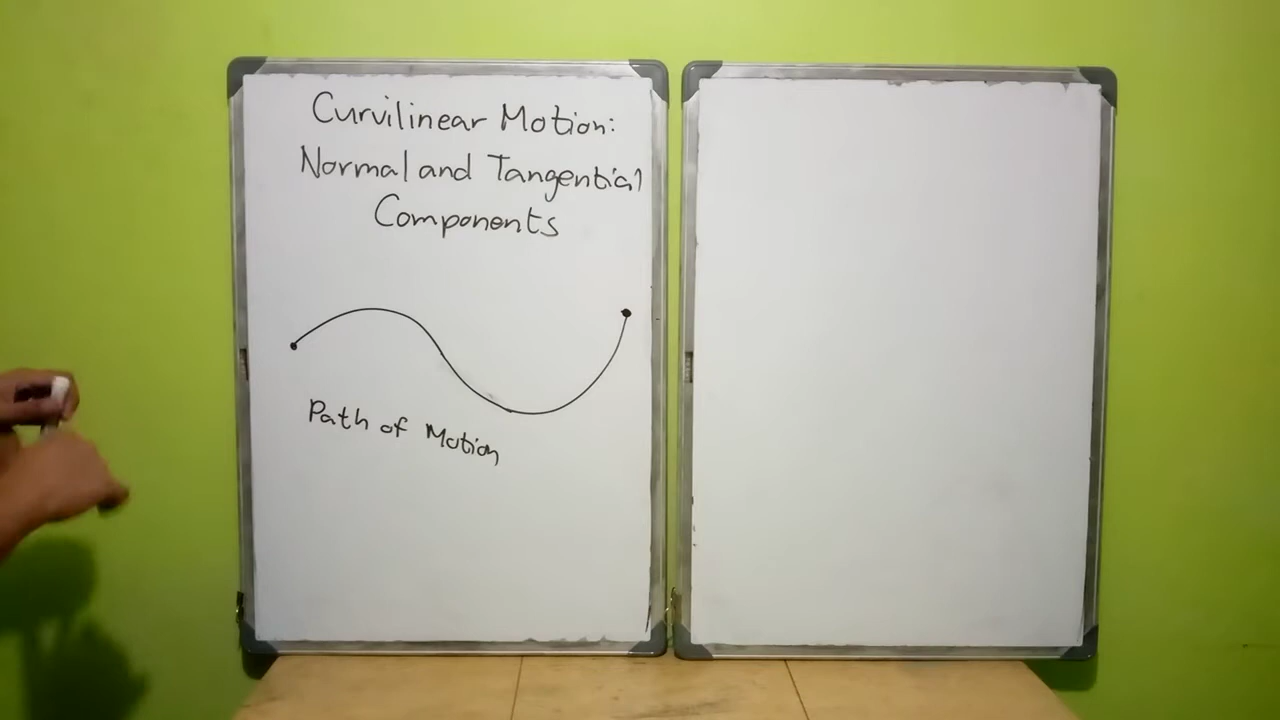 Curvilinear Motion:
Normal and Tangential
Components
Path of Motion